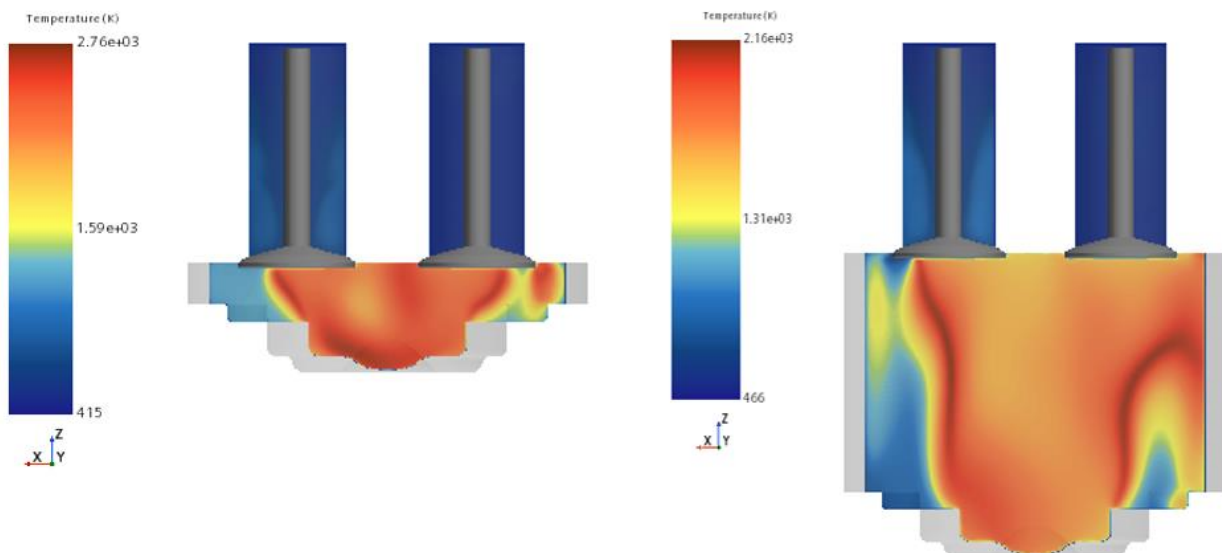 Temperature (K)
2.76e+03
1.59e+03
415
Z
X Y
Temperature (K)
2.16e+03
1.31e+03
466
Z
X Y